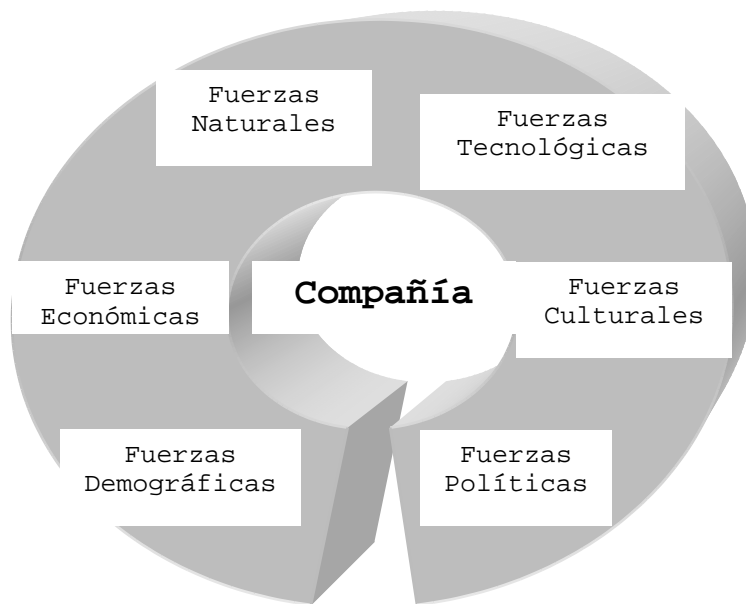 Fuerzas
Naturales
Fuerzas
Tecnológicas
Fuerzas
Económicas
Compañía
Fuerzas
Culturales
Fuerzas
Demográficas
Fuerzas
Políticas